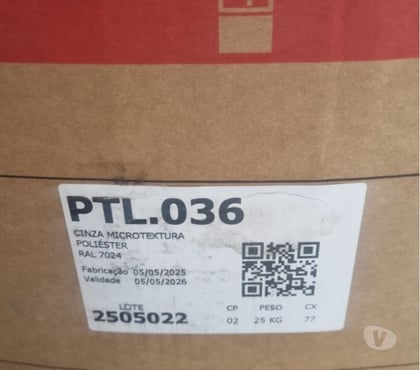 PTL.036
CINZA MICROTEXTURA
POLIÉSTER
RAL 7024
Fabricação 05/05/2025
Validade 05/05/2026
LOTE CP PESO CX
2505022 02 25 KG 77